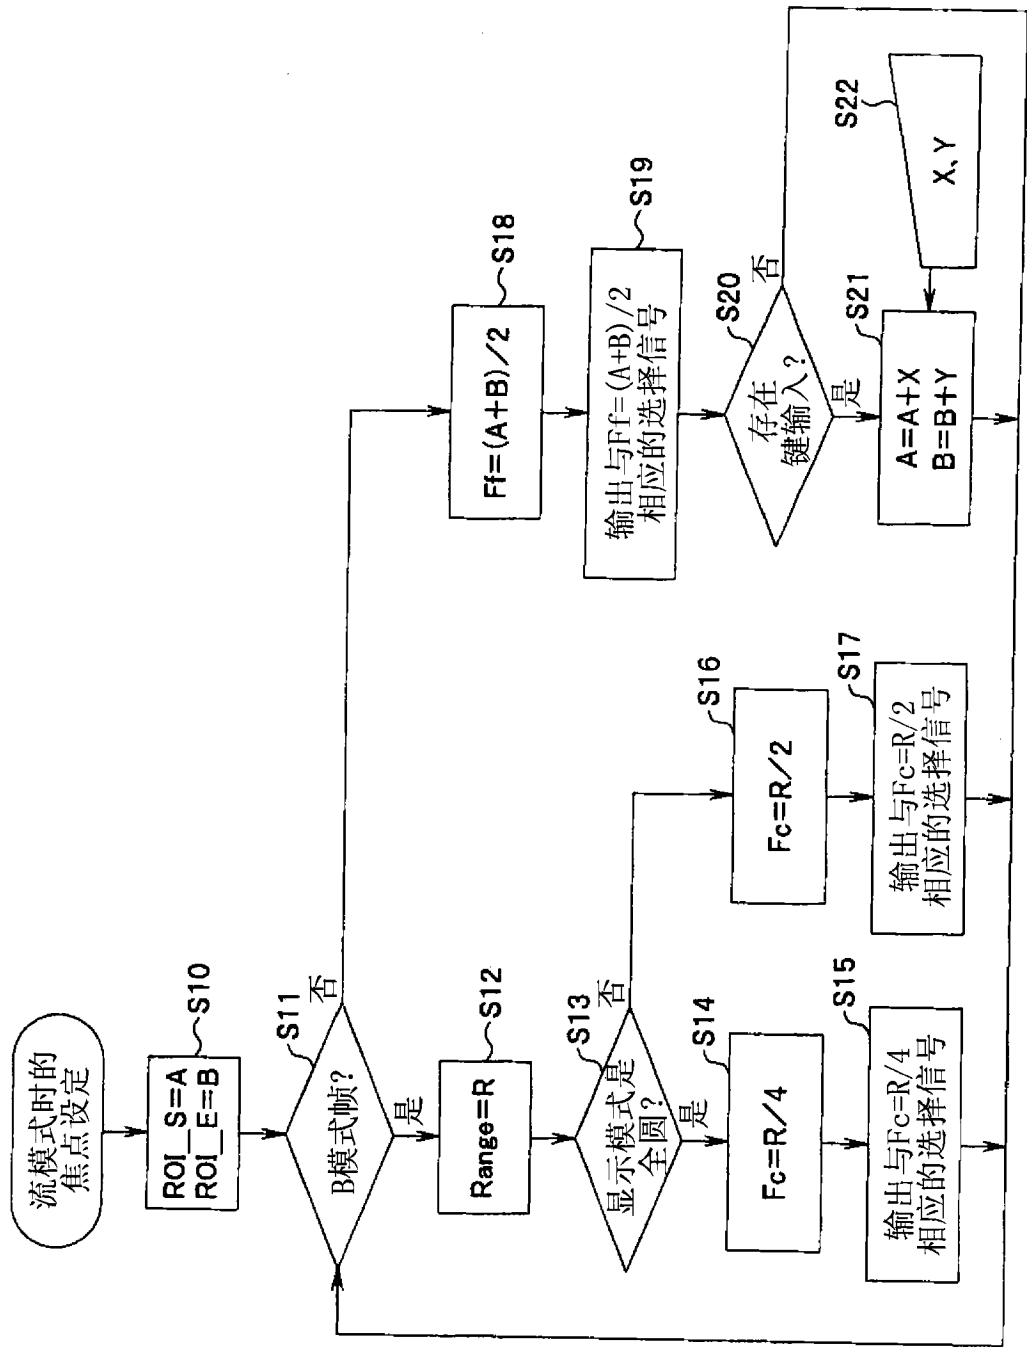 流模式时的
焦点设定
S10
ROI_S=A
ROI_E=B
S11
B模式帧?
否
是
S12
Range=R
S13
显示模式是
全圆?
否
是
S14
Fc=R/4
S15
输出与Fc=R/4
相应的选择信号
S16
Fc=R/2
S17
输出与Fc=R/2
相应的选择信号
S18
Ff=(A+B)/2
S19
输出与Ff=(A+B)/2
相应的选择信号
S20
存在
键输入?
否
是
S21
A=A+X
B=B+Y
S22
X、Y